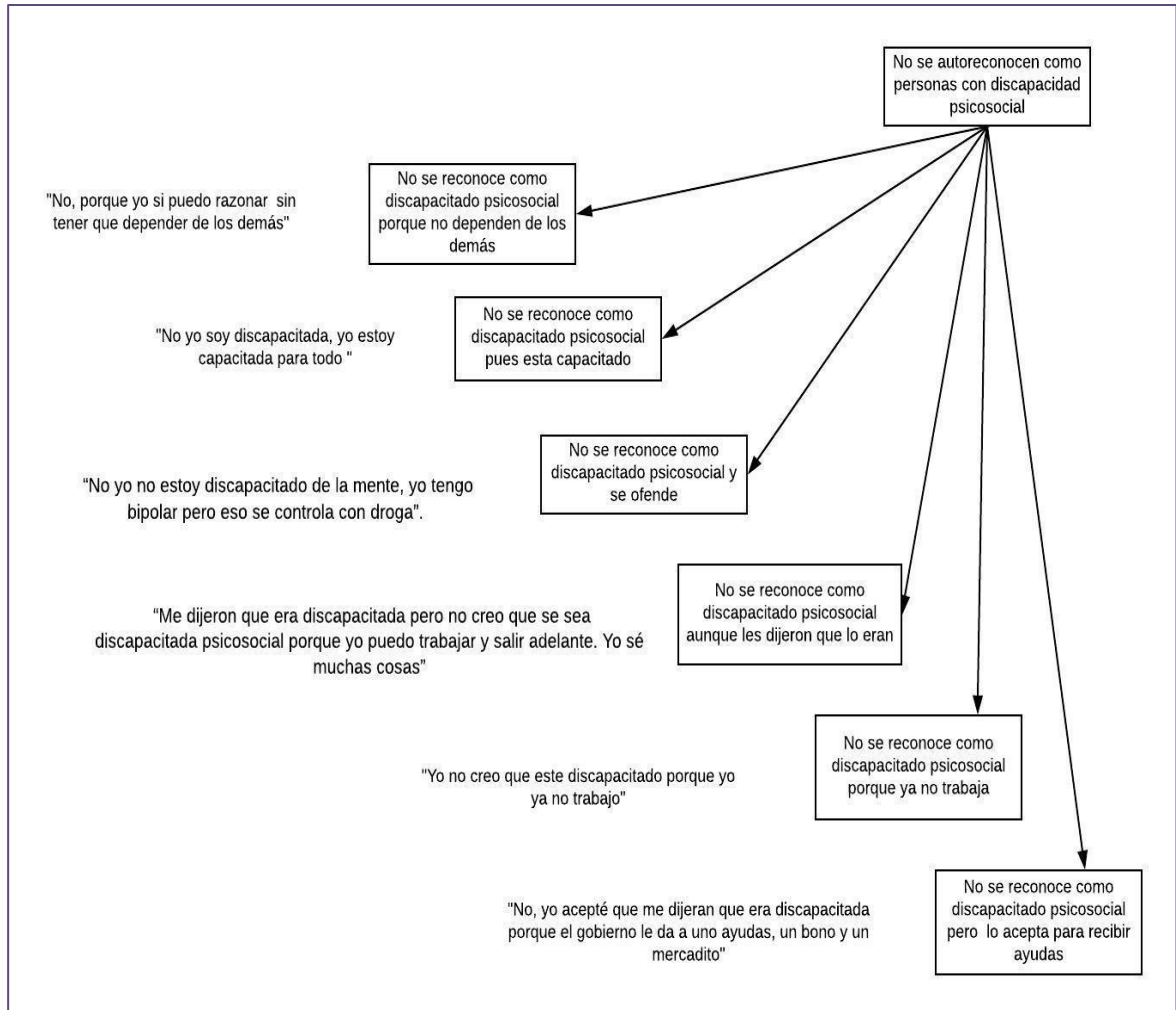 No se autoreconocen como
personas con discapacidad
psicosocial
"No, porque yo si puedo razonar sin
tener que depender de los demás"
No se reconoce como
discapacitado psicosocial
porque no dependen de los
demás
"No yo soy discapacitada, yo estoy
capacitada para todo "
No se reconoce como
discapacitado psicosocial
pues esta capacitado
“No yo no estoy discapacitado de la mente, yo tengo
bipolar pero eso se controla con droga”.
No se reconoce como
discapacitado psicosocial y
se ofende
“Me dijeron que era discapacitada pero no creo que se sea
discapacitada psicosocial porque yo puedo trabajar y salir adelante. Yo sé
muchas cosas”
No se reconoce como
discapacitado psicosocial
aunque les dijeron que lo eran
"Yo no creo que este discapacitado porque yo
ya no trabajo"
No se reconoce como
discapacitado psicosocial
porque ya no trabaja
"No, yo acepté que me dijeran que era discapacitada
porque el gobierno le da a uno ayudas, un bono y un
mercadito"
No se reconoce como
discapacitado psicosocial
pero lo acepta para recibir
ayudas